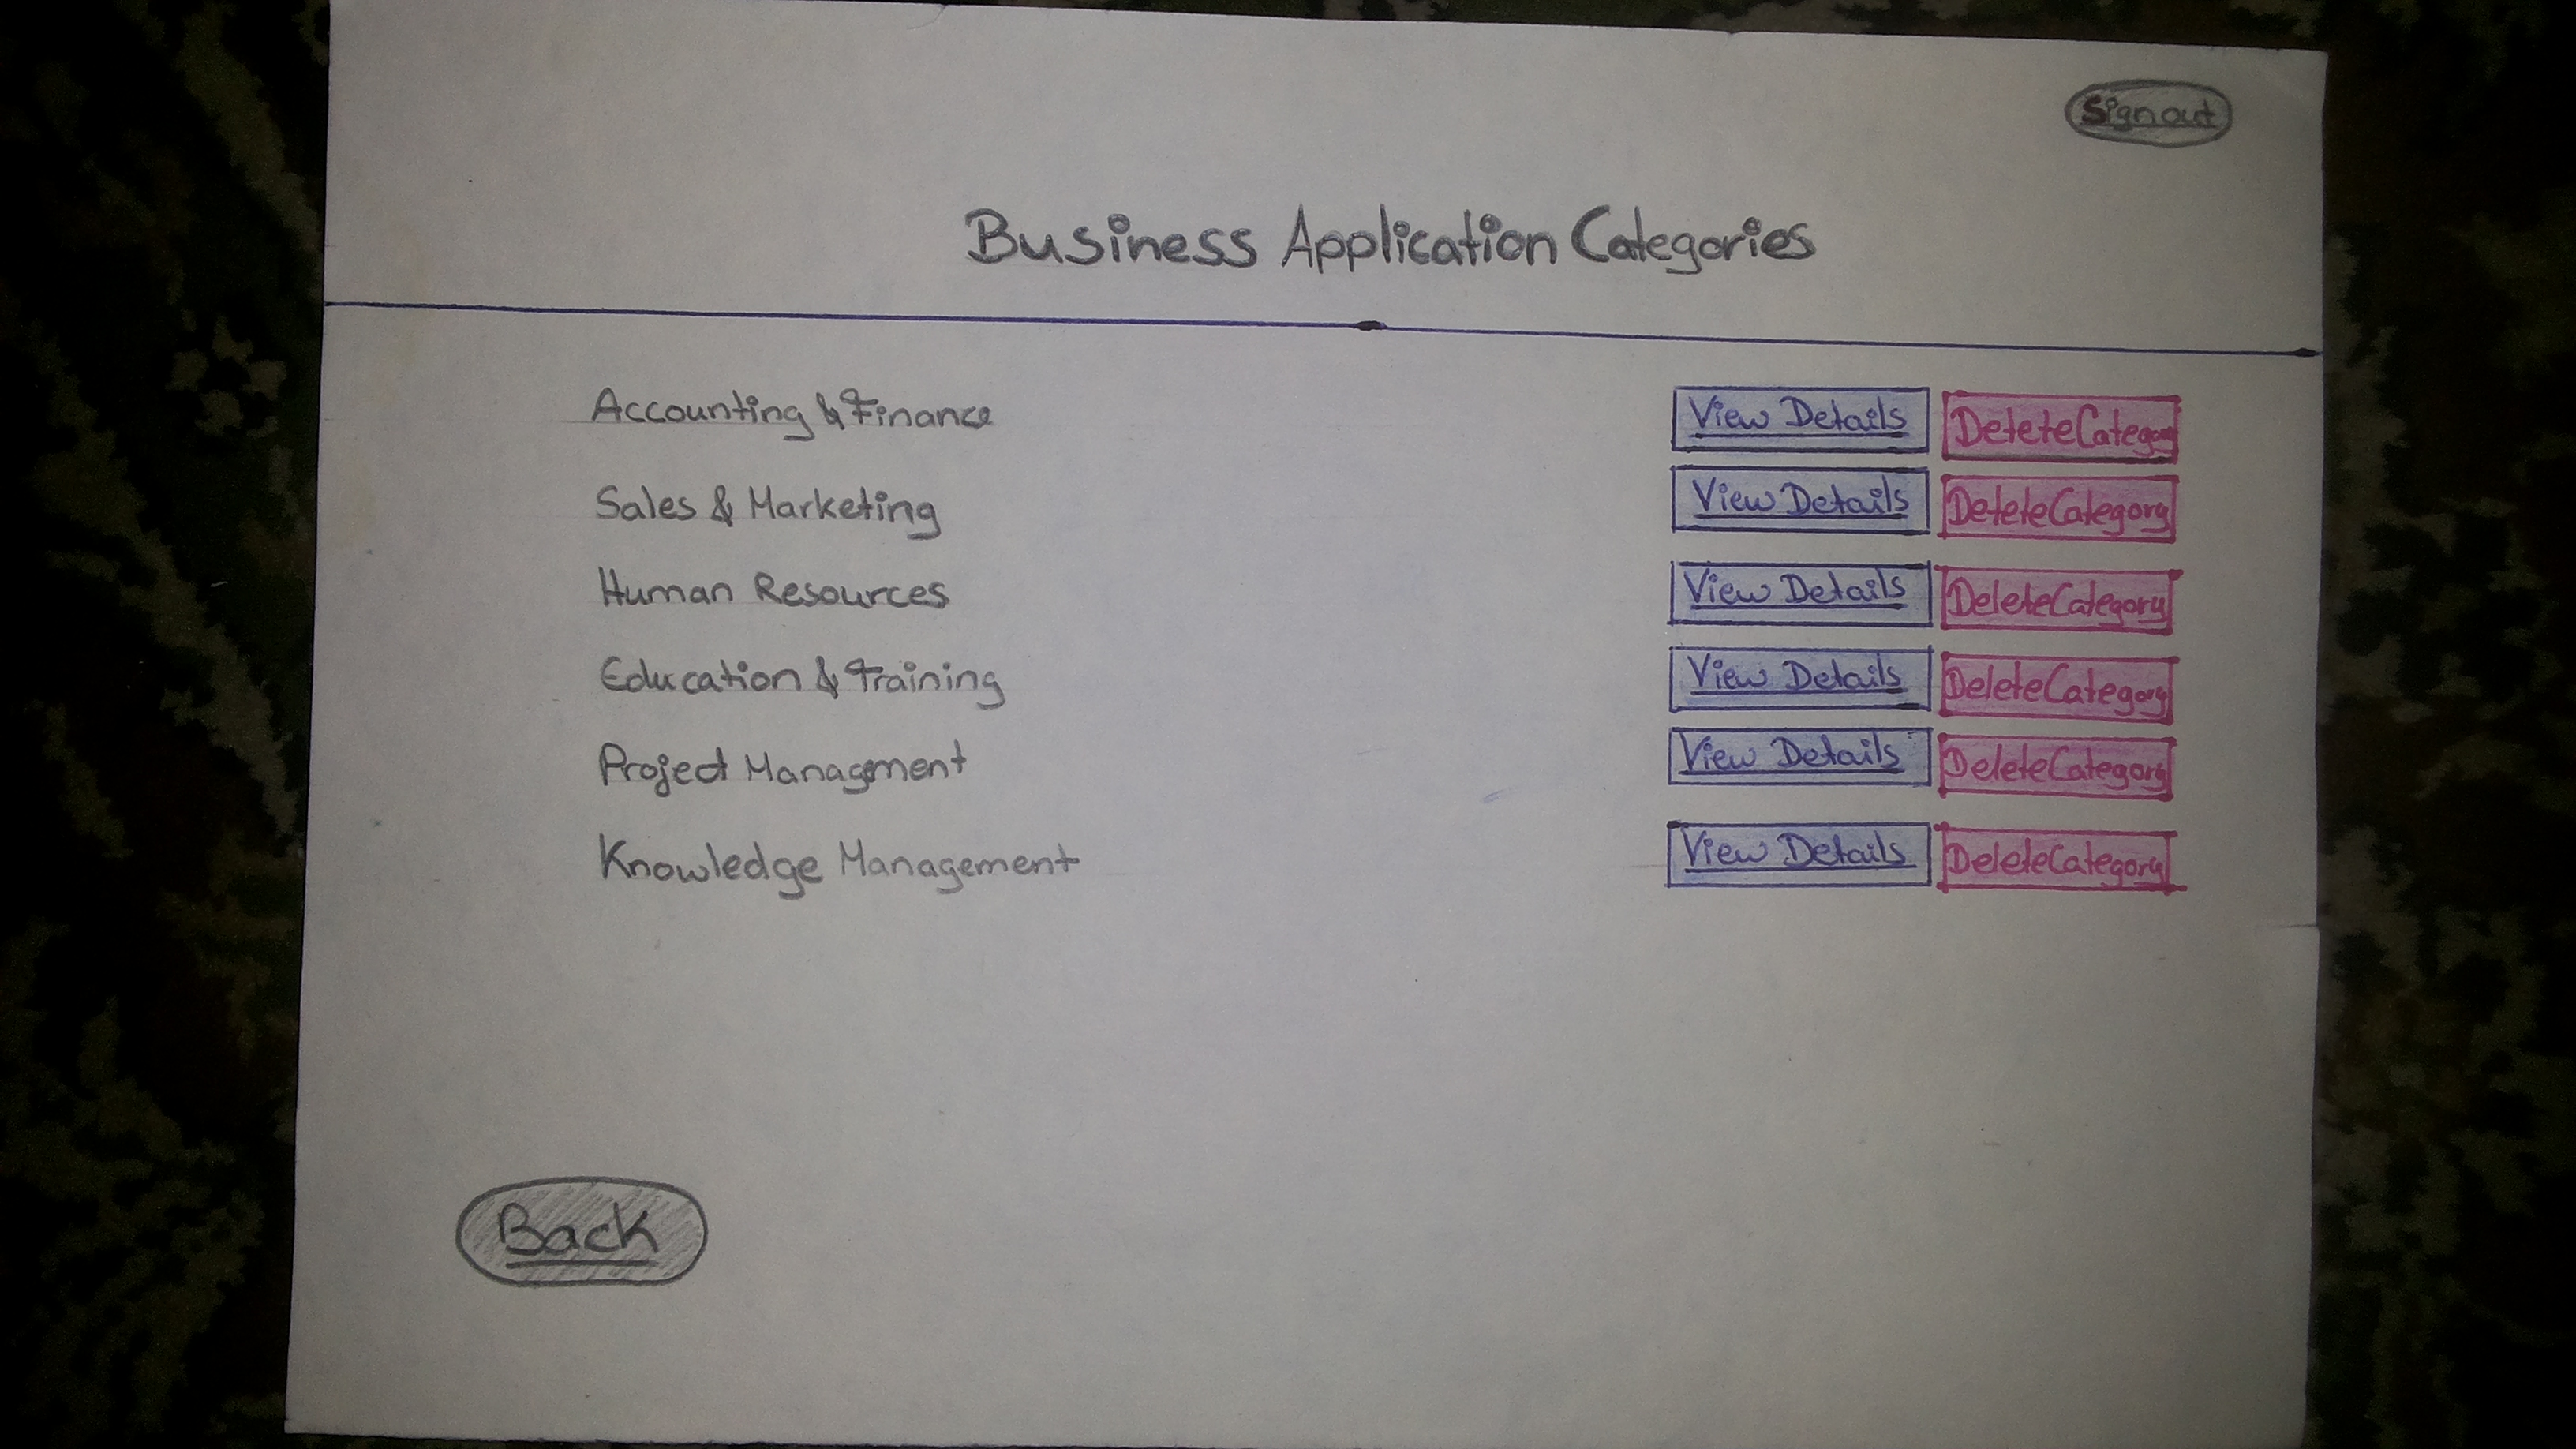 Sign out
Business Application Categories
Accounting & Finance View Details Delete Category
Sales & Marketing View Details Delete Category
Human Resources View Details Delete Category
Education & Training View Details Delete Category
Project Managment View Details Delete Category
Knowledge Management View Details Delete Category
Back